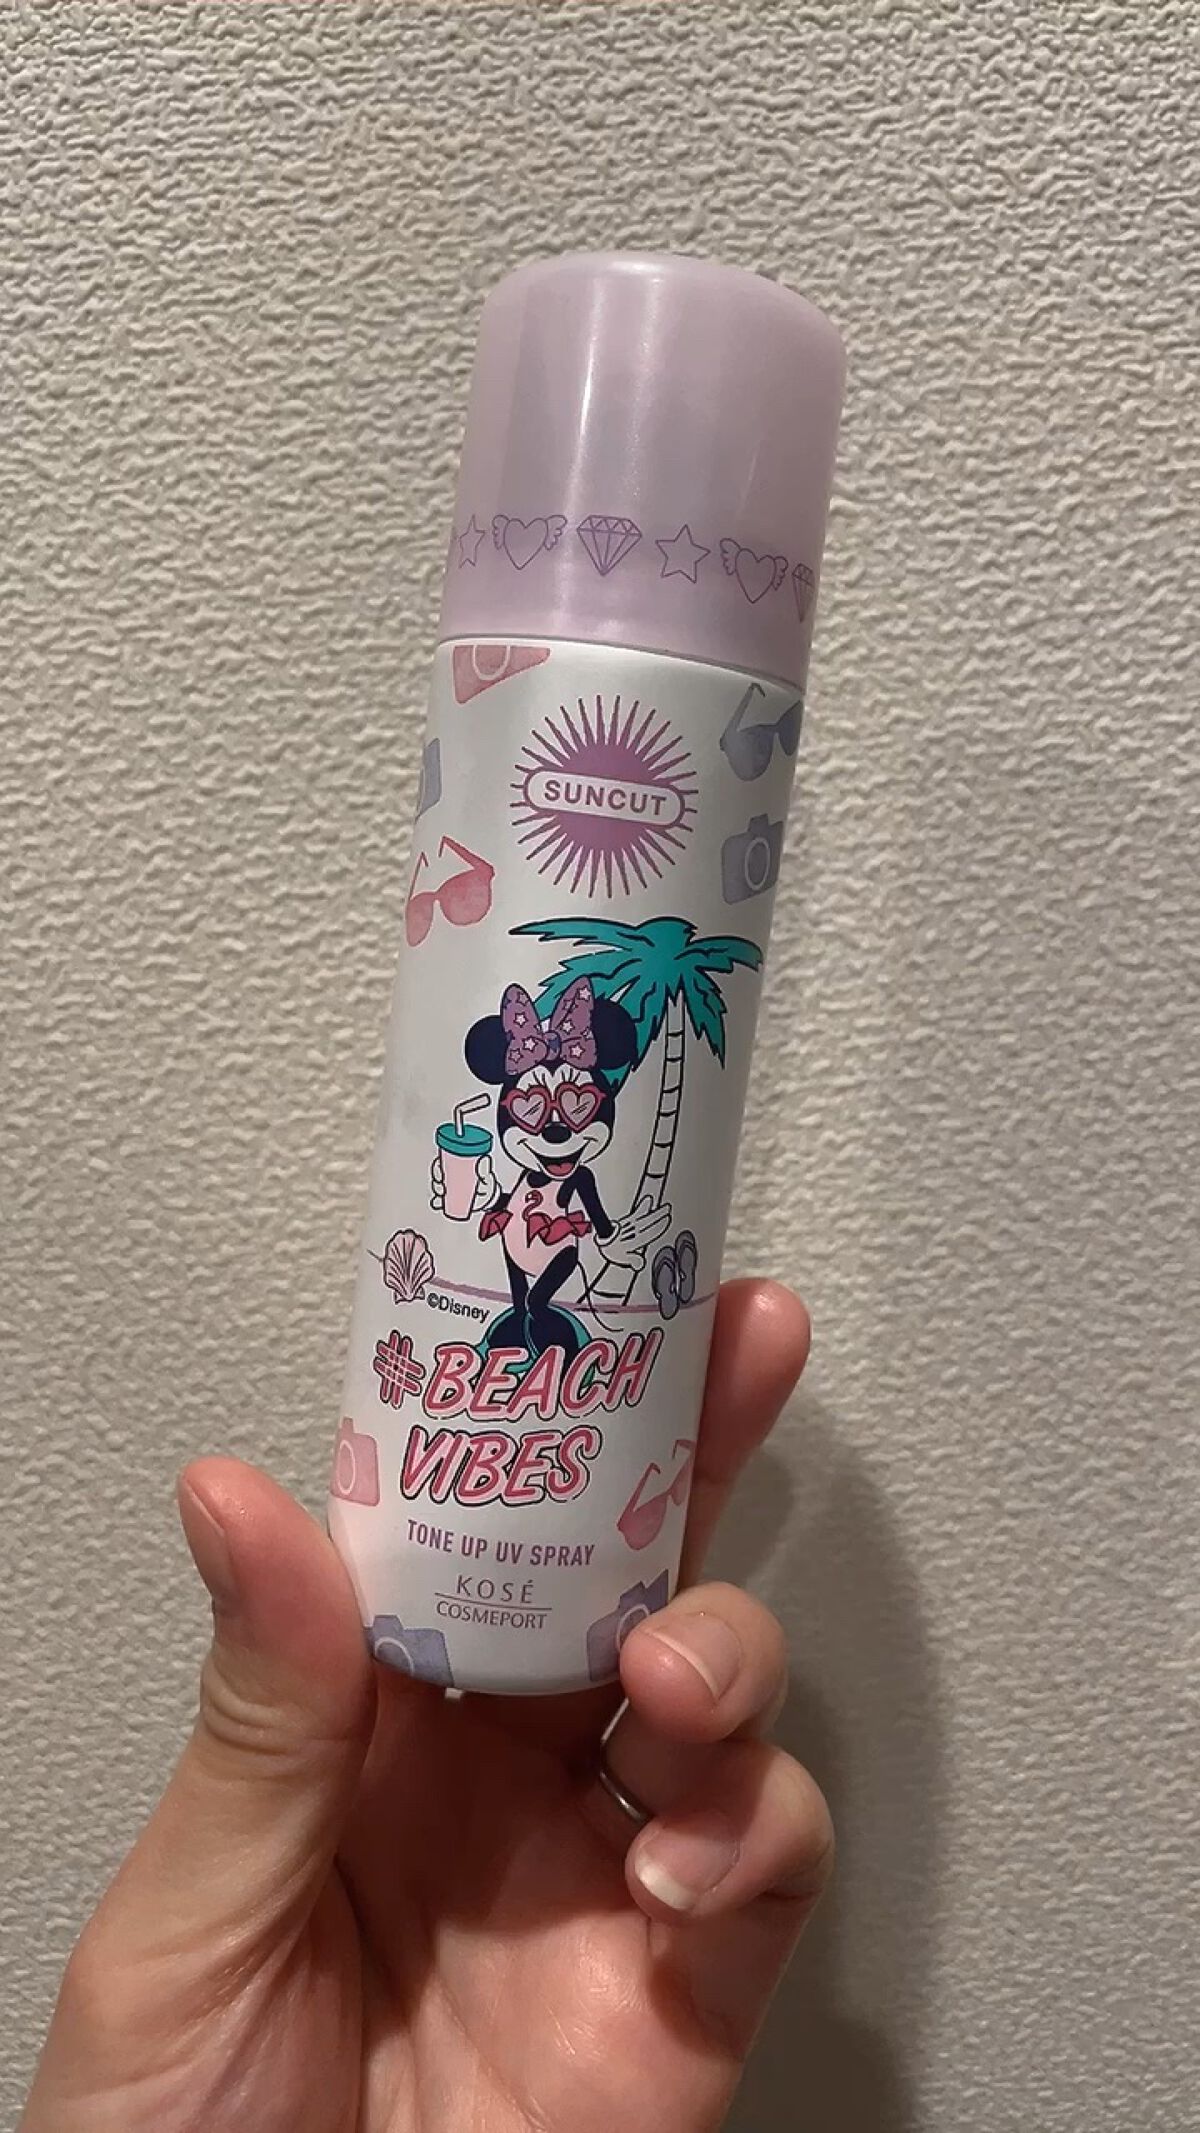 SUNCUT
©Disney
#BEACH
VIBES
TONE UP UV SPRAY
KOSÉ
COSMEPORT